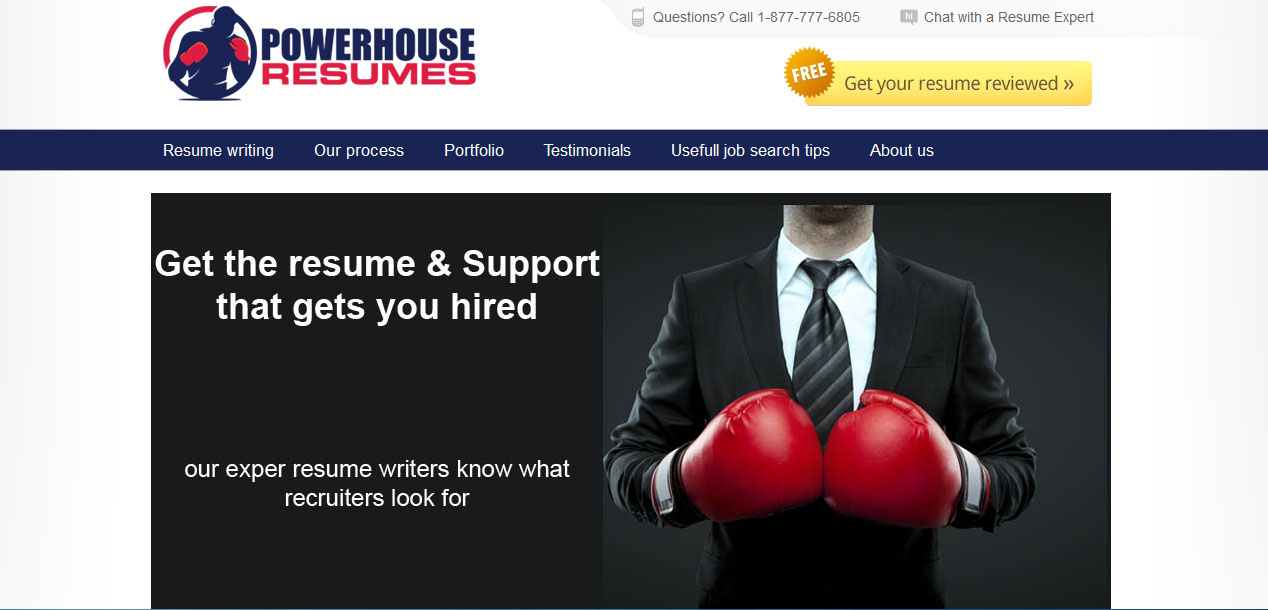 Questions? Call 1-877-777-6805
hi
Chat with a Resume Expert
POWERHOUSE
RESUMES
FREE
Get your resume reviewed »
Resume writing
Our process
Portfolio
Testimonials
Usefull job search tips
About us
Get the resume & Support
that gets you hired
our exper resume writers know what
recruiters look for